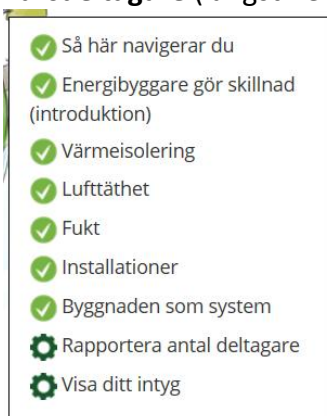 Så här navigerar du
Energibyggare gör skillnad
(introduktion)
Värmeisolering
Lufttäthet
Fukt
Installationer
Byggnaden som system
Rapportera antal deltagare
Visa ditt intyg